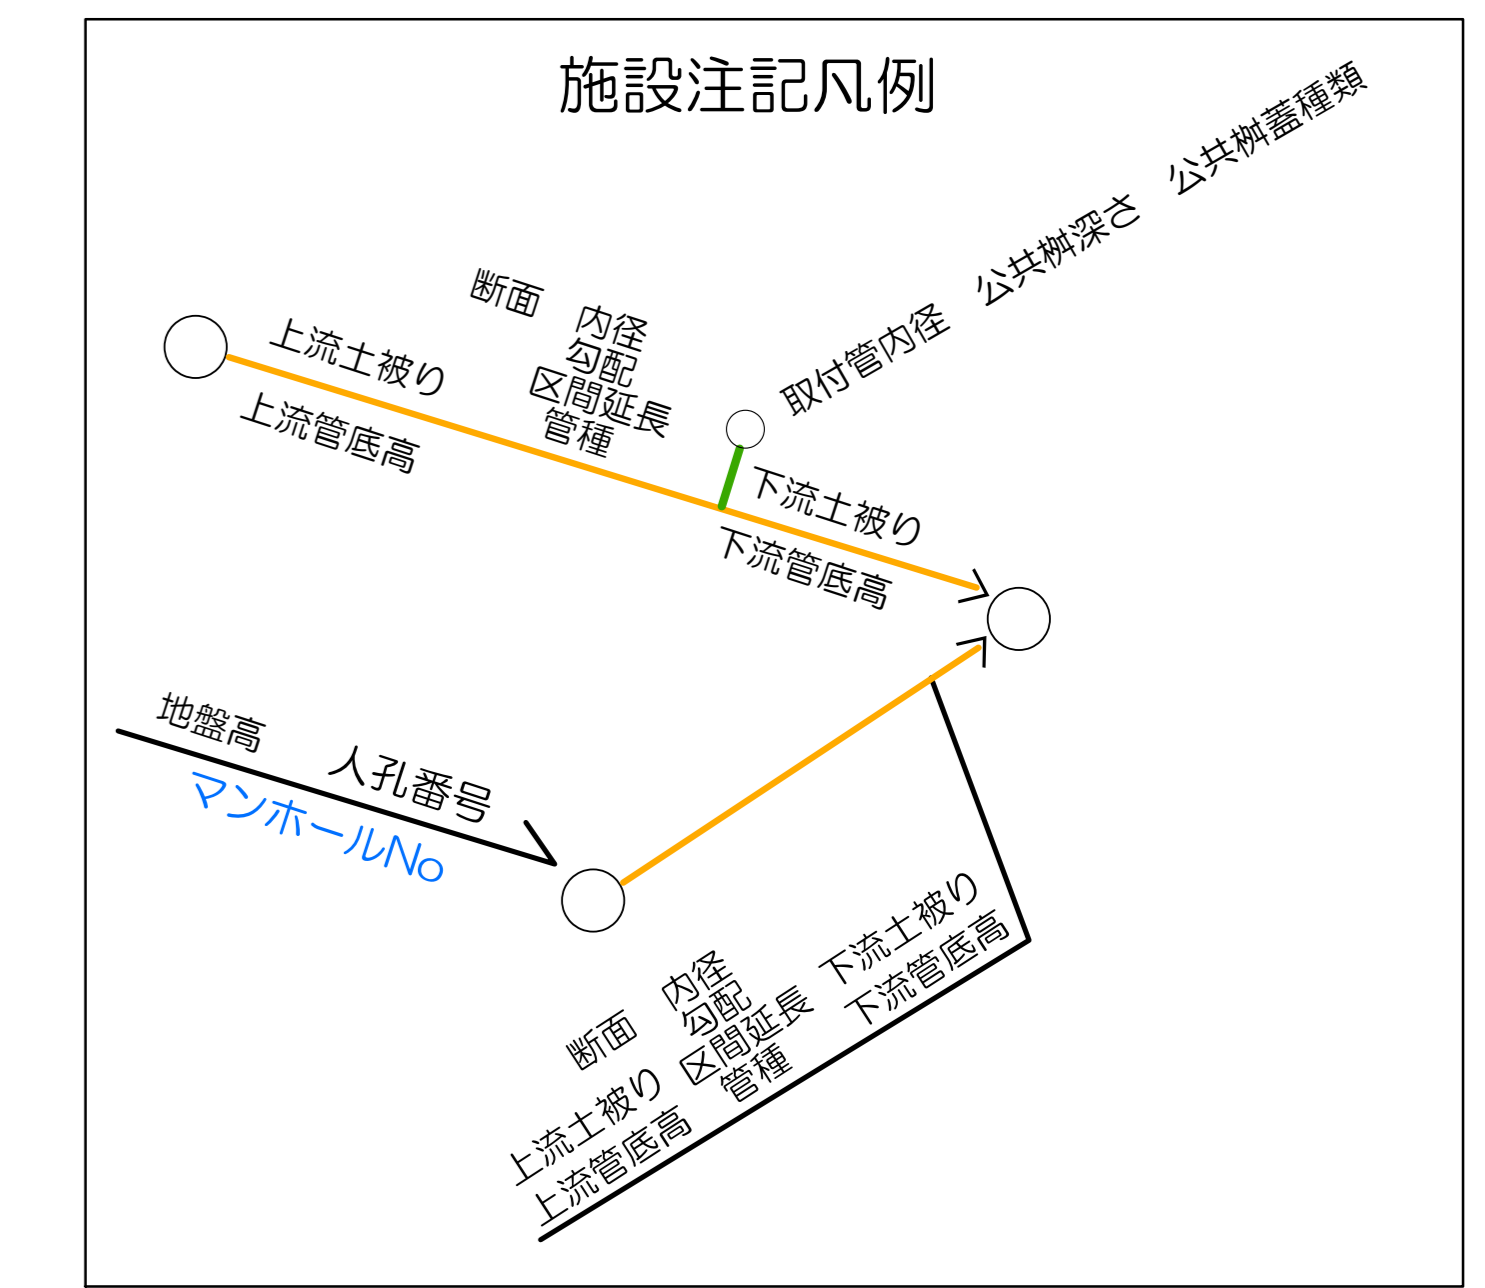 施設注記凡例
取付管内径　公共桝深さ　公共桝蓋種類
断面　内径
勾配
区間延長
管種
上流土被り
上流管底高
下流土被り
下流管底高
地盤高　人孔番号
マンホールNo
断面　内径
勾配
上流土被り　区間延長　下流土被り
上流管底高　管種　下流管底高